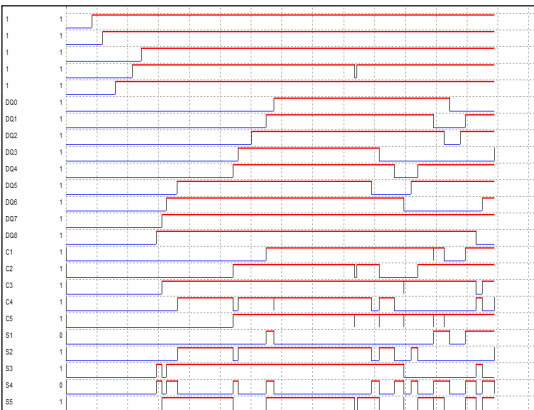 1 1
1 1
1 1
1 1
1 1
DQ0 1
DQ1 1
DQ2 1
DQ3 1
DQ4 1
DQ5 1
DQ6 1
DQ7 1
DQ8 1
C1 1
C2 1
C3 1
C4 1
C5 1
S1 0
S2 1
S3 1
S4 0
S5 1